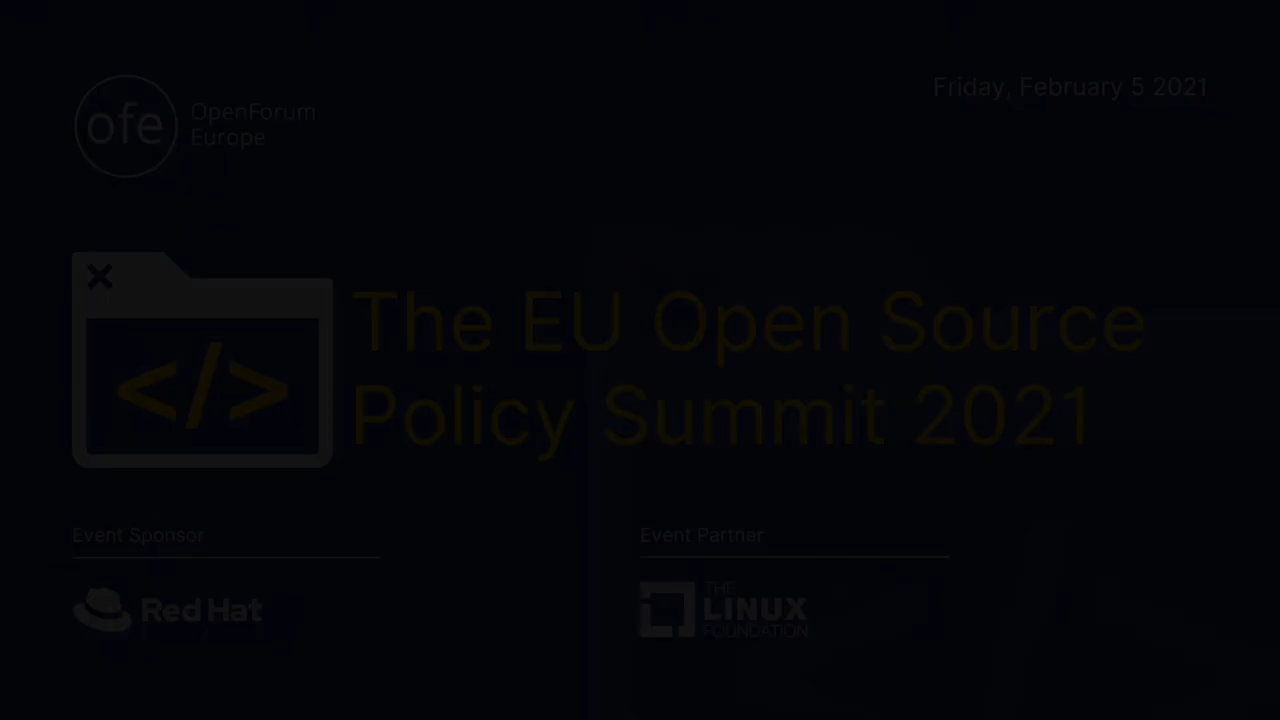 ofe
OpenForum
Europe
Friday, February 5 2021
</>
The EU Open Source
Policy Summit 2021
Event Sponsor
Red Hat
Event Partner
THE
LINUX
FOUNDATION